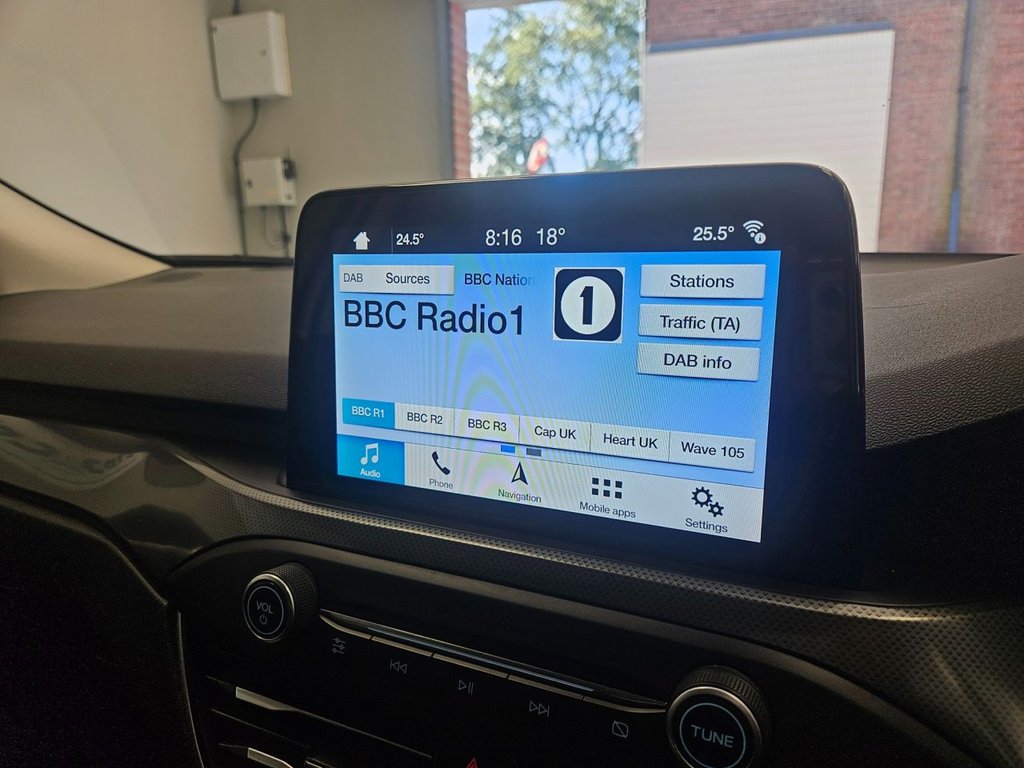 24.5° 8:16 18° 25.5°
DAB Sources BBC Nation
1
Stations
BBC Radio1
Traffic (TA)
DAB info
BBC R1 BBC R2 BBC R3 Cap UK Heart UK Wave 105
Audio Phone Navigation Mobile apps Settings
VOL
TUNE